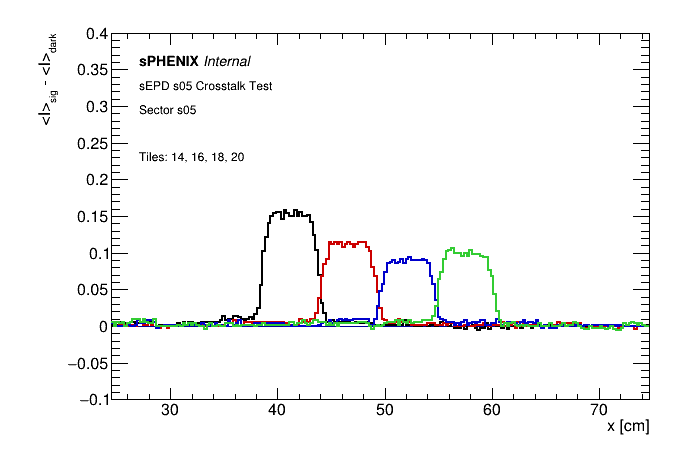 <I>sig - <I>dark
0.4
0.35
0.3
0.25
0.2
0.15
0.1
0.05
0
−0.05
−0.1
sPHENIX Internal
sEPD s05 Crosstalk Test
Sector s05
Tiles: 14, 16, 18, 20
30 40 50 60 70
x [cm]